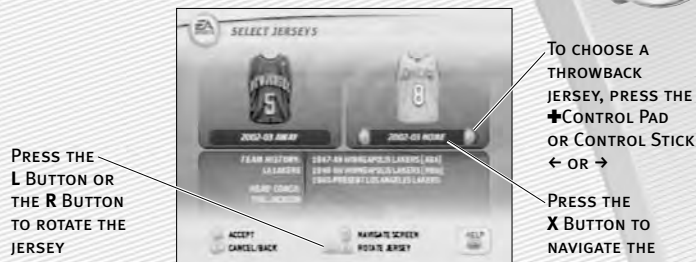 EA
SELECT JERSEYS
5
8
2002-03 AWAY
2002-03 HOME
TEAM HISTORY:
LA LAKERS
HEAD COACH:
PHIL JACKSON
1947-48 MINNEAPOLIS LAKERS
1948-60 MINNEAPOLIS LAKERS
1960-PRESENT LOS ANGELES LAKERS
ACCEPT
CANCEL/BACK
NAVIGATE SCREEN
ROTATE JERSEY
HELP
PRESS THE
L BUTTON OR
THE R BUTTON
TO ROTATE THE
JERSEY
TO CHOOSE A
THROWBACK
JERSEY, PRESS THE
✚CONTROL PAD
OR CONTROL STICK
← OR →
PRESS THE
X BUTTON TO
NAVIGATE THE